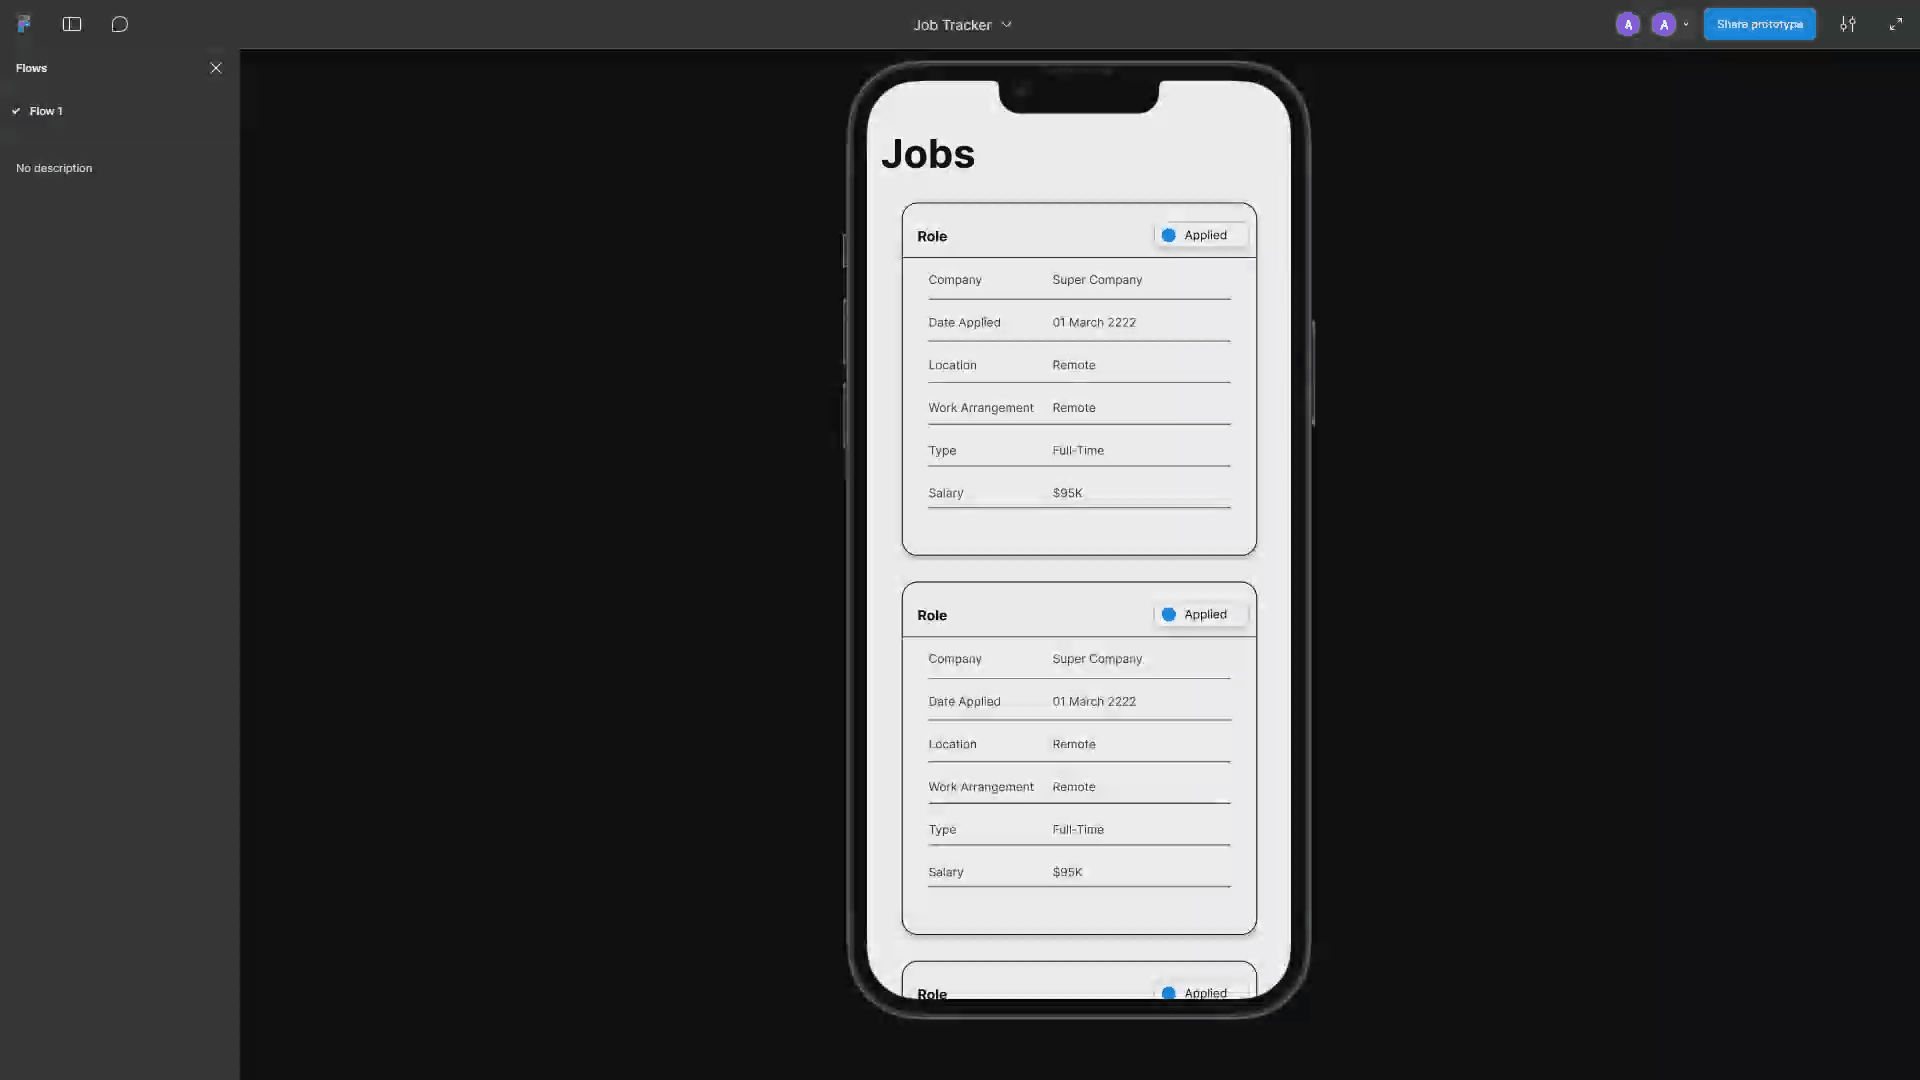 Job Tracker
A
A
Share prototype
Flows
Flow 1
No description
Jobs
Role
Applied
Company Super Company
Date Applied 01 March 2222
Location Remote
Work Arrangement Remote
Type Full-Time
Salary $95K
Role
Applied
Company Super Company
Date Applied 01 March 2222
Location Remote
Work Arrangement Remote
Type Full-Time
Salary $95K
Role
Applied